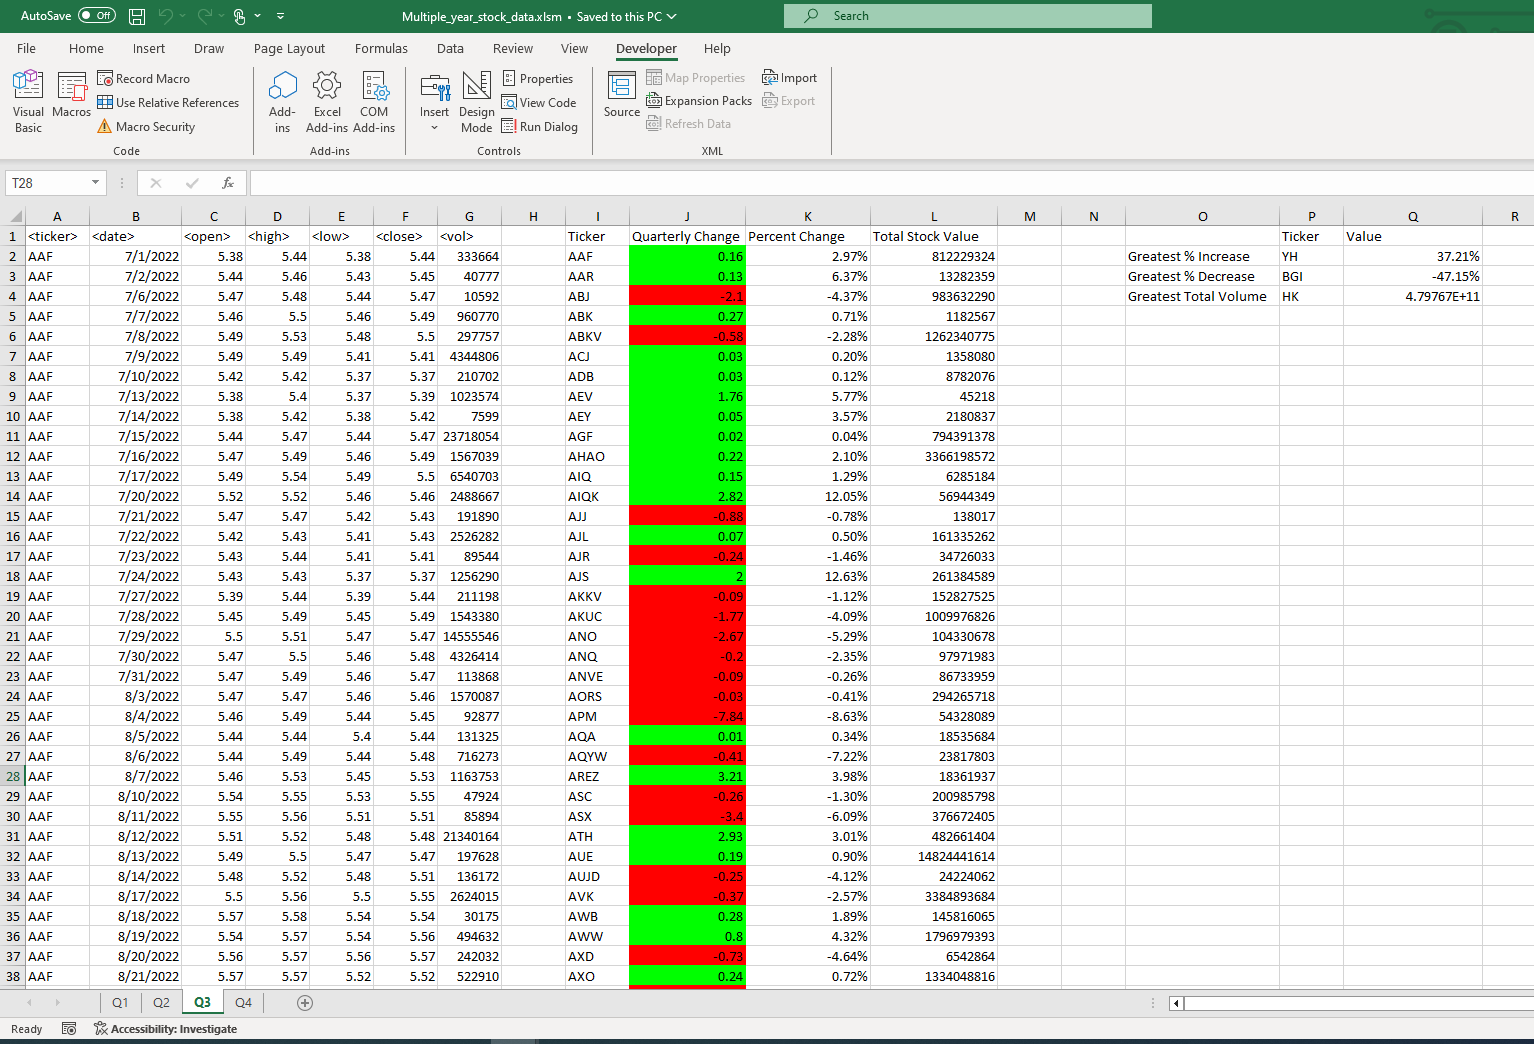 AutoSave Off Multiple_year_stock_data.xlsm • Saved to this PC Search
File Home Insert Draw Page Layout Formulas Data Review View Developer Help
Visual Basic Macros Record Macro Use Relative References Macro Security
Add-ins Excel Add-ins COM Add-ins
Insert Design Mode Properties View Code Run Dialog
Source Map Properties Expansion Packs Refresh Data Import Export
Code Add-ins Controls XML
T28 fx
A B C D E F G H I J K L M N O P Q R
1 <ticker> <date> <open> <high> <low> <close> <vol> Ticker Quarterly Change Percent Change Total Stock Value Ticker Value
2 AAF 7/1/2022 5.38 5.44 5.38 5.44 333664 AAF 0.16 2.97% 812229324 Greatest % Increase YH 37.21%
3 AAF 7/2/2022 5.44 5.46 5.43 5.45 40777 AAR 0.13 6.37% 13282359 Greatest % Decrease BGI -47.15%
4 AAF 7/6/2022 5.47 5.48 5.44 5.47 10592 ABJ -2.1 -4.37% 983632290 Greatest Total Volume HK 4.79767E+11
5 AAF 7/7/2022 5.46 5.5 5.46 5.49 960770 ABK 0.27 0.71% 1182567
6 AAF 7/8/2022 5.49 5.53 5.48 5.5 297757 ABKV -0.58 -2.28% 1262340775
7 AAF 7/9/2022 5.49 5.49 5.41 5.41 4344806 ACJ 0.03 0.20% 1358080
8 AAF 7/10/2022 5.42 5.42 5.37 5.37 210702 ADB 0.03 0.12% 8782076
9 AAF 7/13/2022 5.38 5.4 5.37 5.39 1023574 AEV 1.76 5.77% 45218
10 AAF 7/14/2022 5.38 5.42 5.38 5.42 7599 AEY 0.05 3.57% 2180837
11 AAF 7/15/2022 5.44 5.47 5.44 5.47 23718054 AGF 0.02 0.04% 794391378
12 AAF 7/16/2022 5.47 5.49 5.46 5.49 1567039 AHAO 0.22 2.10% 3366198572
13 AAF 7/17/2022 5.49 5.54 5.49 5.5 6540703 AIQ 0.15 1.29% 6285184
14 AAF 7/20/2022 5.52 5.52 5.46 5.46 2488667 AIQK 2.82 12.05% 56944349
15 AAF 7/21/2022 5.47 5.47 5.42 5.43 191890 AJJ -0.88 -0.78% 138017
16 AAF 7/22/2022 5.42 5.43 5.41 5.43 2526282 AJL 0.07 0.50% 161335262
17 AAF 7/23/2022 5.43 5.44 5.41 5.41 89544 AJR -0.24 -1.46% 34726033
18 AAF 7/24/2022 5.43 5.43 5.37 5.37 1256290 AJS 2 12.63% 261384589
19 AAF 7/27/2022 5.39 5.44 5.39 5.44 211198 AKKV -0.09 -1.12% 152827525
20 AAF 7/28/2022 5.45 5.49 5.45 5.49 1543380 AKUC -1.77 -4.09% 1009976826
21 AAF 7/29/2022 5.5 5.51 5.47 5.47 14555546 ANO -2.67 -5.29% 104330678
22 AAF 7/30/2022 5.47 5.5 5.46 5.48 4326414 ANQ -0.2 -2.35% 97971983
23 AAF 7/31/2022 5.47 5.49 5.46 5.47 113868 ANVE -0.09 -0.26% 86733959
24 AAF 8/3/2022 5.47 5.47 5.46 5.46 1570087 AORS -0.03 -0.41% 294265718
25 AAF 8/4/2022 5.46 5.49 5.44 5.45 92877 APM -7.84 -8.63% 54328089
26 AAF 8/5/2022 5.44 5.44 5.4 5.44 131325 AQA 0.01 0.34% 18535684
27 AAF 8/6/2022 5.44 5.49 5.44 5.48 716273 AQYW -0.41 -7.22% 23817803
28 AAF 8/7/2022 5.46 5.53 5.45 5.53 1163753 AREZ 3.21 3.98% 18361937
29 AAF 8/10/2022 5.54 5.55 5.53 5.55 47924 ASC -0.26 -1.30% 200985798
30 AAF 8/11/2022 5.55 5.56 5.51 5.51 85894 ASX -3.4 -6.09% 376672405
31 AAF 8/12/2022 5.51 5.52 5.48 5.48 21340164 ATH 2.93 3.01% 482661404
32 AAF 8/13/2022 5.49 5.5 5.47 5.47 197628 AUE 0.19 0.90% 14824441614
33 AAF 8/14/2022 5.48 5.52 5.48 5.51 136172 AUJD -0.25 -4.12% 24224062
34 AAF 8/17/2022 5.5 5.56 5.5 5.55 2624015 AVK -0.37 -2.57% 3384893684
35 AAF 8/18/2022 5.57 5.58 5.54 5.54 30175 AWB 0.28 1.89% 145816065
36 AAF 8/19/2022 5.54 5.57 5.54 5.56 494632 AWW 0.8 4.32% 1796979393
37 AAF 8/20/2022 5.56 5.57 5.56 5.57 242032 AXD -0.73 -4.64% 6542864
38 AAF 8/21/2022 5.57 5.57 5.52 5.52 522910 AXO 0.24 0.72% 1334048816
Q1 Q2 Q3 Q4
Ready Accessibility: Investigate